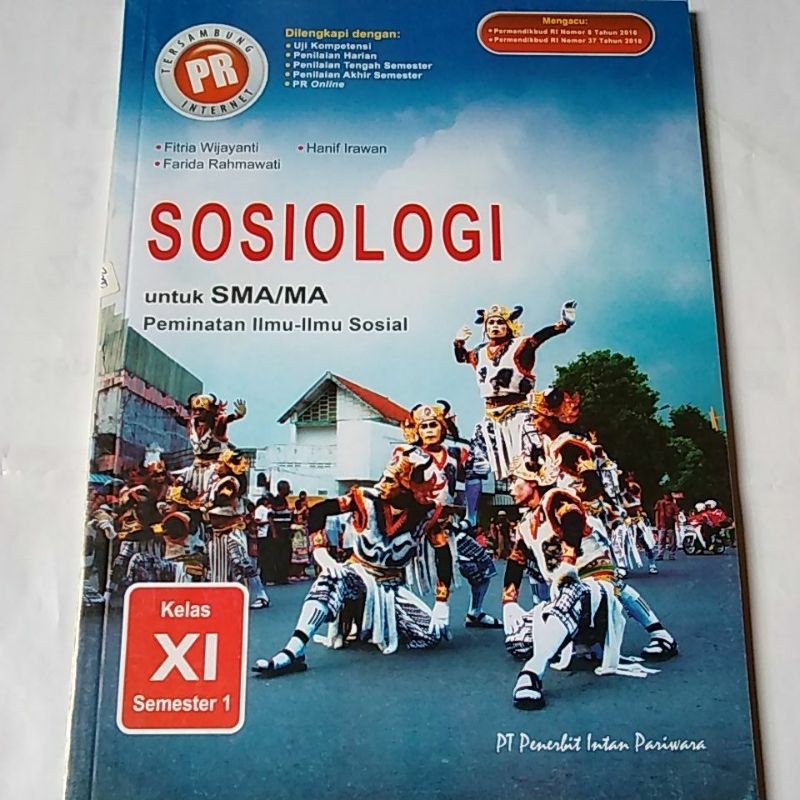 TERSAMBUNG
PR
INTERNET
Dilengkapi dengan:
• Uji Kompetensi
• Penilaian Harian
• Penilaian Tengah Semester
• Penilaian Akhir Semester
• PR Online
Mengacu:
• Permendikbud RI Nomor 8 Tahun 2016
• Permendikbud RI Nomor 37 Tahun 2018
• Fitria Wijayanti • Hanif Irawan
• Farida Rahmawati
SOSIOLOGI
untuk SMA/MA
Peminatan Ilmu-Ilmu Sosial
Kelas
XI
Semester 1
PT Penerbit Intan Pariwara